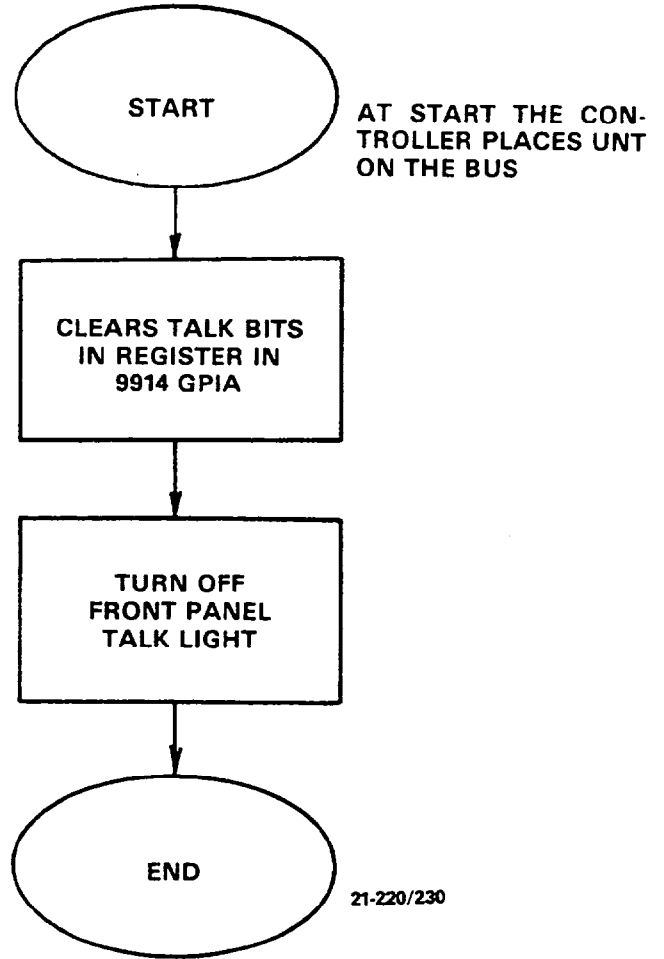 START
AT START THE CON-
TROLLER PLACES UNT
ON THE BUS
CLEARS TALK BITS
IN REGISTER IN
9914 GPIA
TURN OFF
FRONT PANEL
TALK LIGHT
END
21-220/230